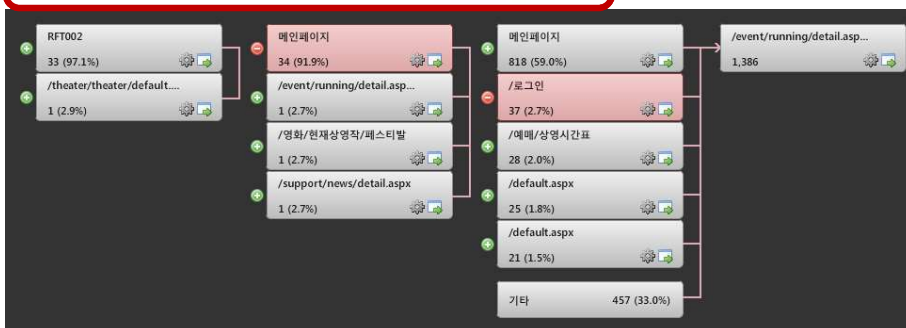 RFT002
33 (97.1%)
/theater/theater/default....
1 (2.9%)
메인페이지
34 (91.9%)
/event/running/detail.asp...
1 (2.7%)
/영화/현재상영작/페스티발
1 (2.7%)
/support/news/detail.aspx
1 (2.7%)
메인페이지
818 (59.0%)
/로그인
37 (2.7%)
/예매/상영시간표
28 (2.0%)
/default.aspx
25 (1.8%)
/default.aspx
21 (1.5%)
기타 457 (33.0%)
/event/running/detail.asp...
1,386